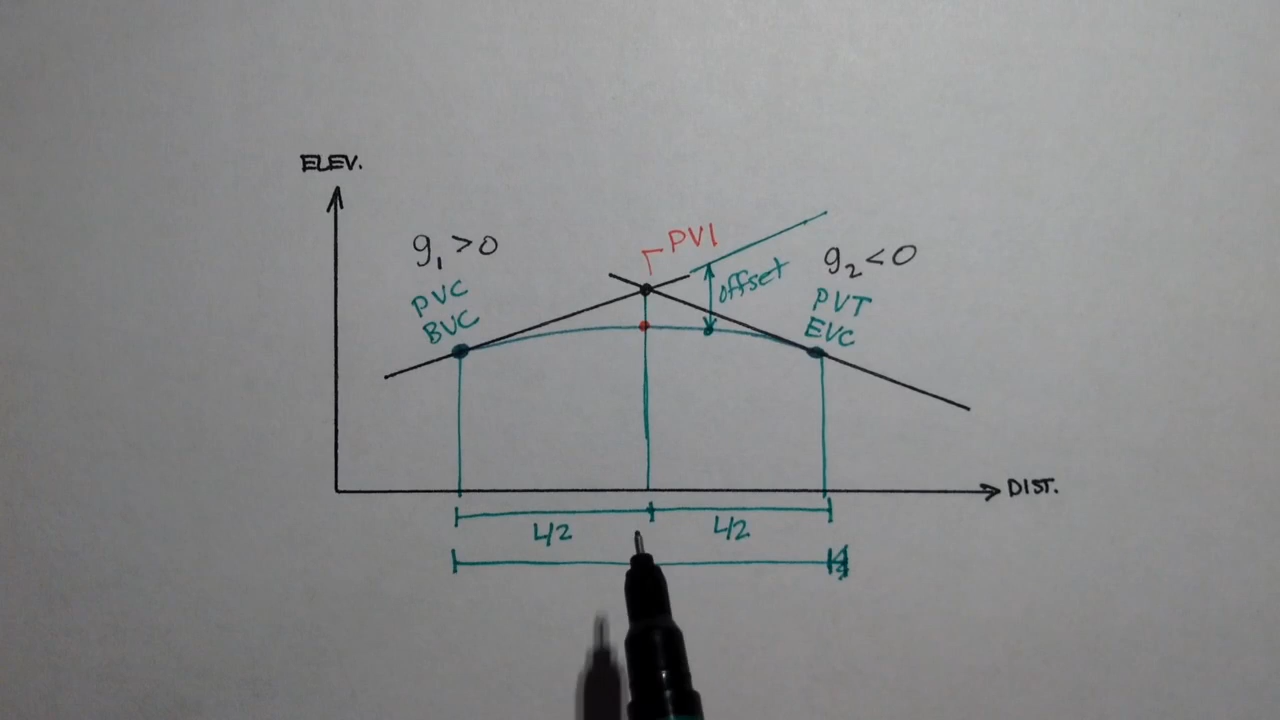 ELEV.
g₁ > 0
PVC
BVC
PVI
offset
g₂ < 0
PVT
EVC
DIST.
L/2
L/2